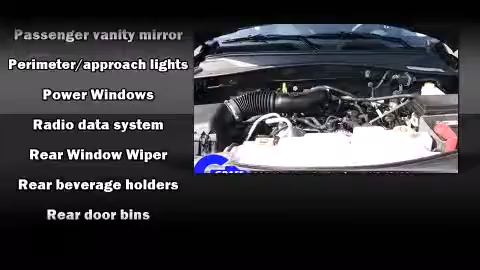 Passenger vanity mirror
Perimeter/approach lights
Power Windows
Radio data system
Rear Window Wiper
Rear beverage holders
Rear door bins